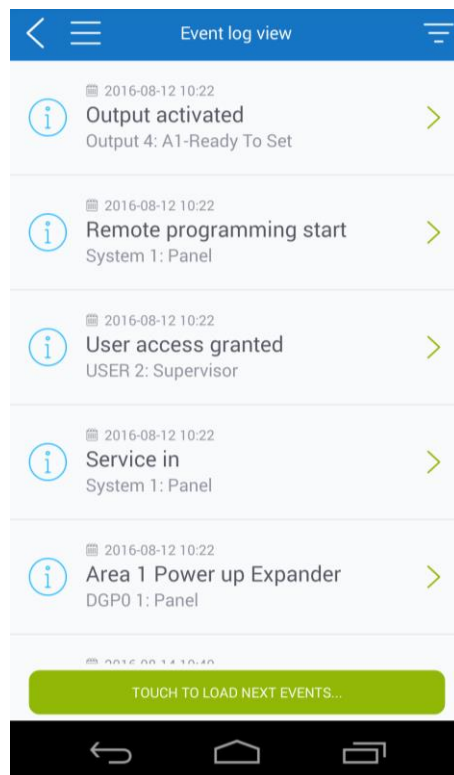 Event log view
2016-08-12 10:22
Output activated
Output 4: A1-Ready To Set
2016-08-12 10:22
Remote programming start
System 1: Panel
2016-08-12 10:22
User access granted
USER 2: Supervisor
2016-08-12 10:22
Service in
System 1: Panel
2016-08-12 10:22
Area 1 Power up Expander
DGP0 1: Panel
TOUCH TO LOAD NEXT EVENTS...